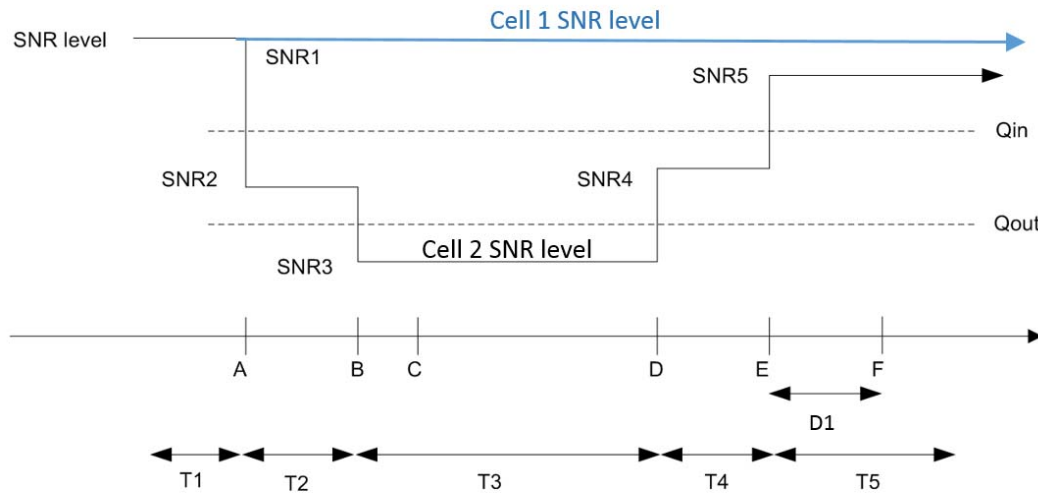 Cell 1 SNR level
SNR level
SNR1
SNR5
Qin
SNR2
SNR4
Qout
Cell 2 SNR level
SNR3
A B C D E F
D1
T1 T2 T3 T4 T5